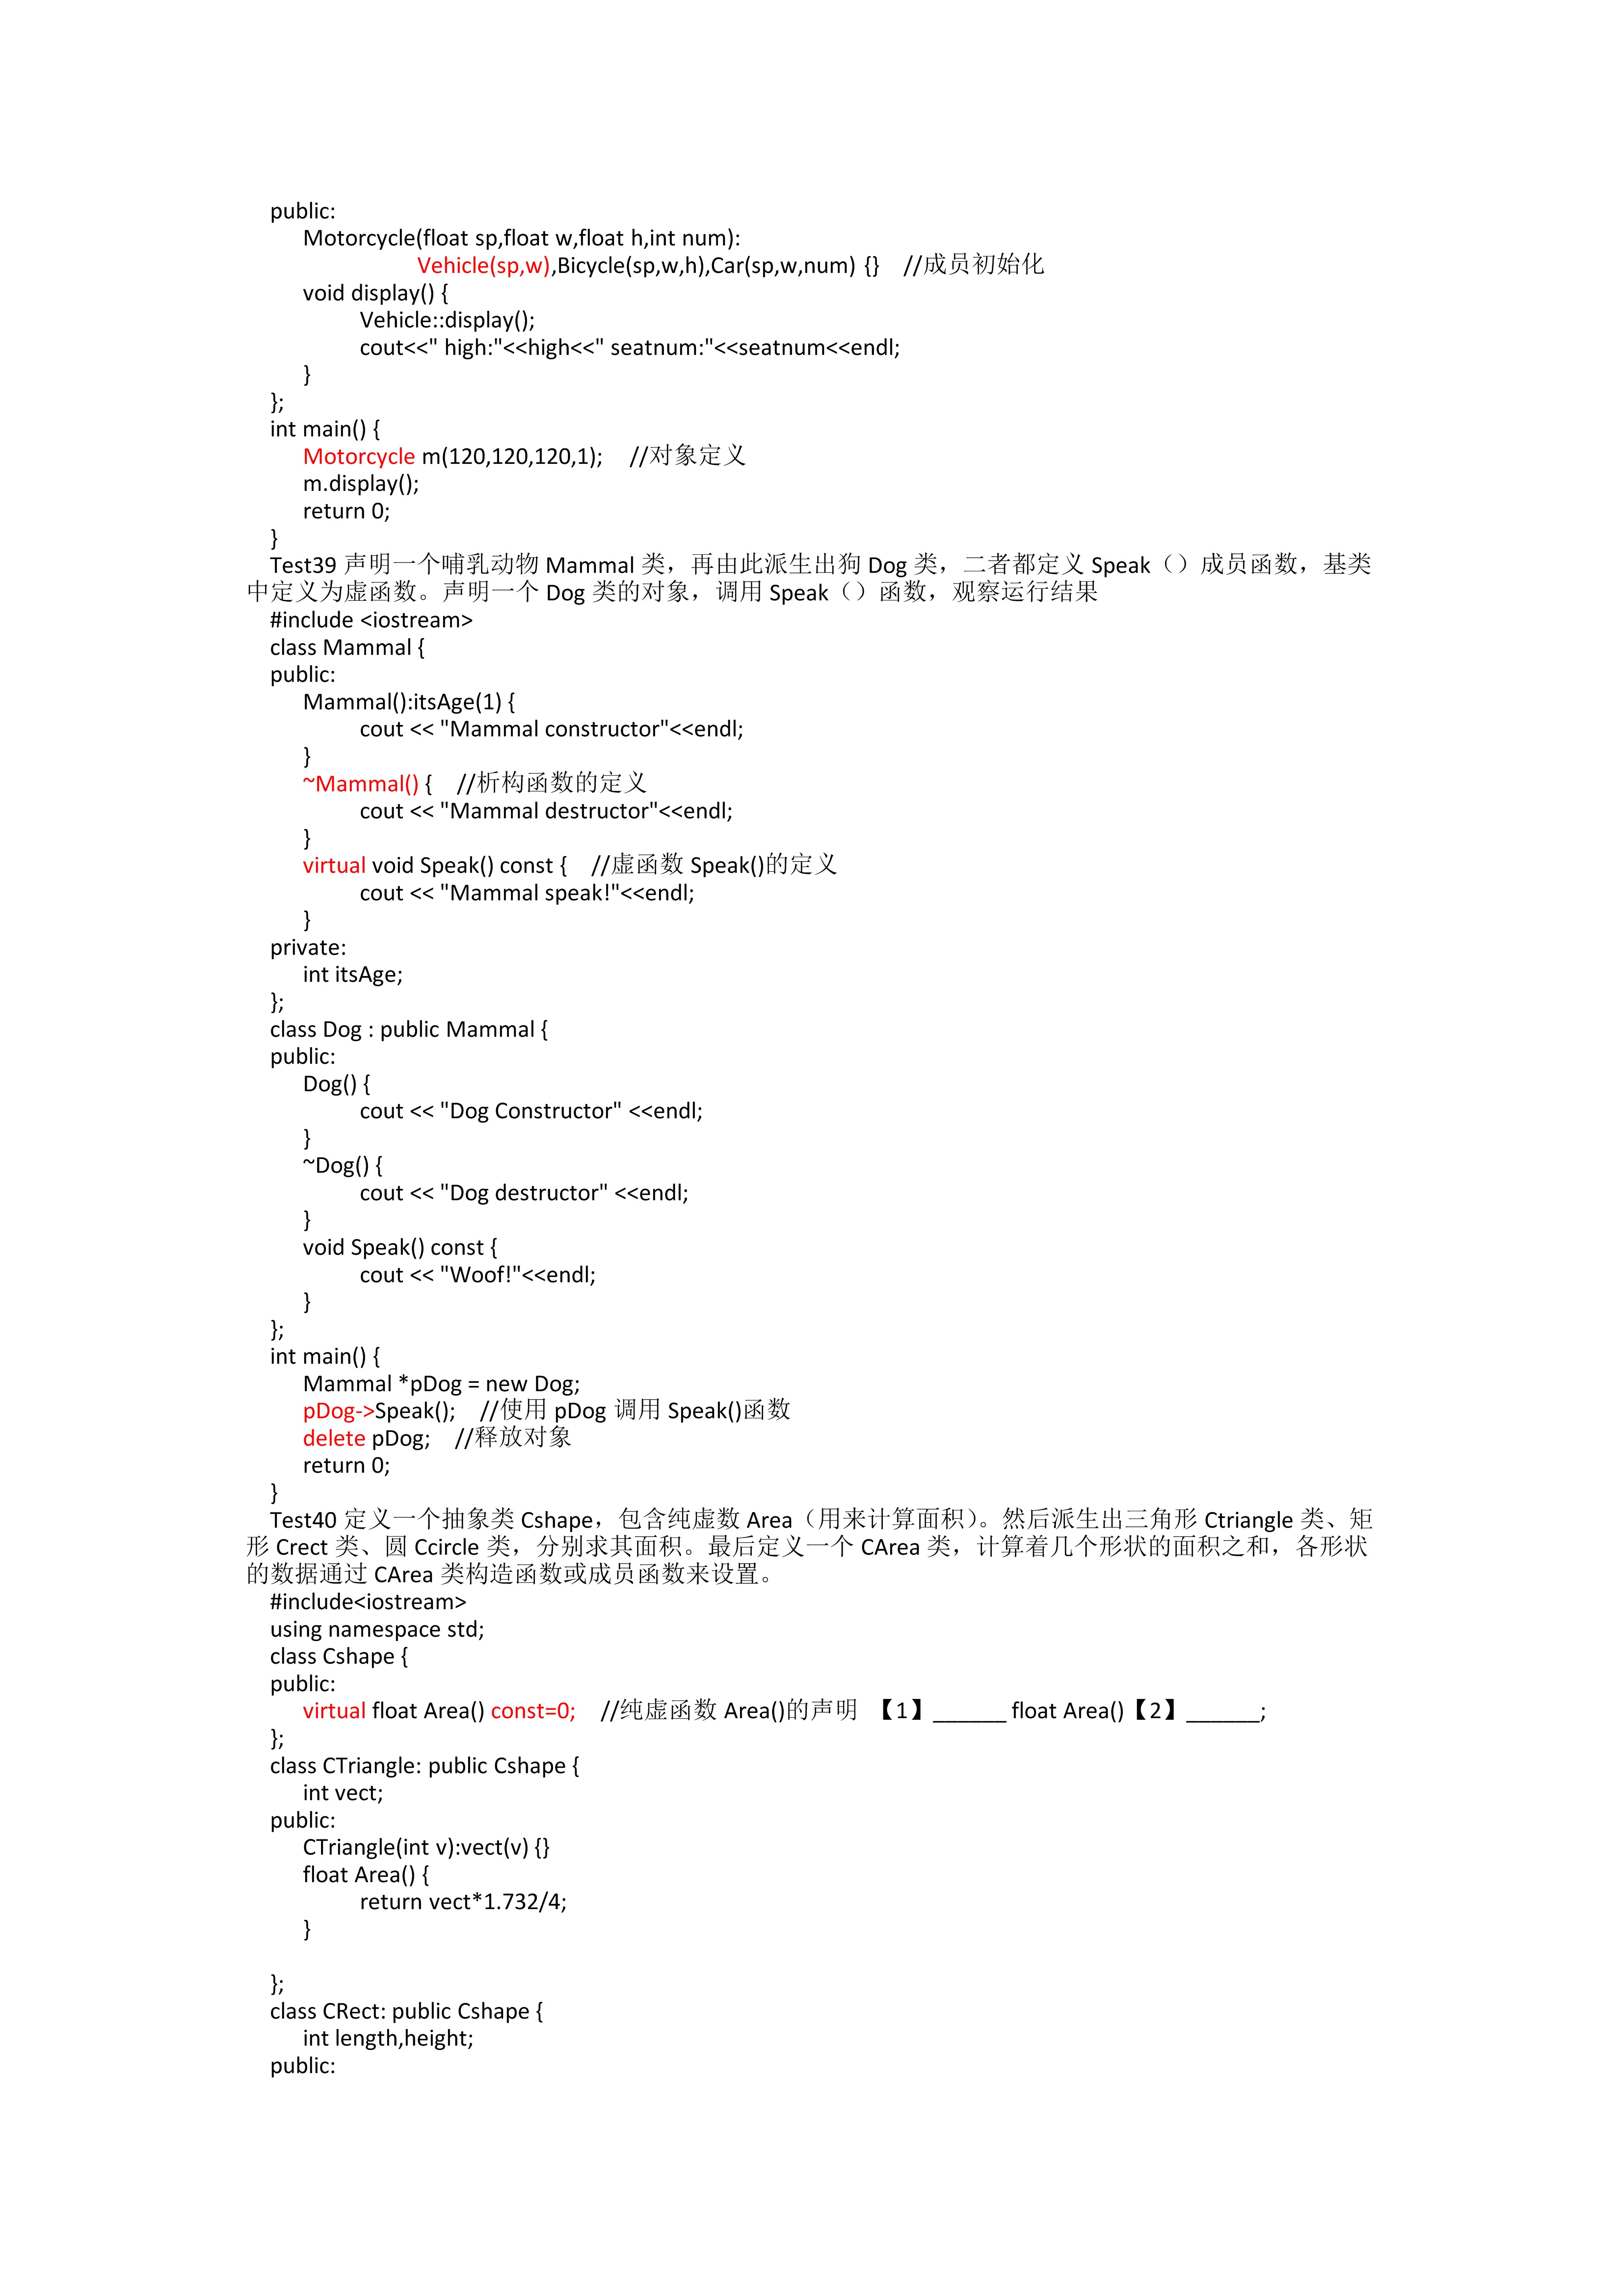 public:
Motorcycle(float sp,float w,float h,int num):
Vehicle(sp,w),Bicycle(sp,w,h),Car(sp,w,num) {} //成员初始化
void display() {
Vehicle::display();
cout<<" high:"<<high<<" seatnum:"<<seatnum<<endl;
}
};
int main() {
Motorcycle m(120,120,120,1); //对象定义
m.display();
return 0;
}
Test39 声明一个哺乳动物 Mammal 类，再由此派生出狗 Dog 类，二者都定义 Speak（）成员函数，基类
中定义为虚函数。声明一个 Dog 类的对象，调用 Speak（）函数，观察运行结果
#include <iostream>
class Mammal {
public:
Mammal():itsAge(1) {
cout << "Mammal constructor"<<endl;
}
~Mammal() { //析构函数的定义
cout << "Mammal destructor"<<endl;
}
virtual void Speak() const { //虚函数 Speak()的定义
cout << "Mammal speak!"<<endl;
}
private:
int itsAge;
};
class Dog : public Mammal {
public:
Dog() {
cout << "Dog Constructor" <<endl;
}
~Dog() {
cout << "Dog destructor" <<endl;
}
void Speak() const {
cout << "Woof!"<<endl;
}
};
int main() {
Mammal *pDog = new Dog;
pDog->Speak(); //使用 pDog 调用 Speak()函数
delete pDog; //释放对象
return 0;
}
Test40 定义一个抽象类 Cshape，包含纯虚数 Area（用来计算面积）。然后派生出三角形 Ctriangle 类、矩
形 Crect 类、圆 Ccircle 类，分别求其面积。最后定义一个 CArea 类，计算着几个形状的面积之和，各形状
的数据通过 CArea 类构造函数或成员函数来设置。
#include<iostream>
using namespace std;
class Cshape {
public:
virtual float Area() const=0; //纯虚函数 Area()的声明 【1】______ float Area()【2】______;
};
class CTriangle: public Cshape {
int vect;
public:
CTriangle(int v):vect(v) {}
float Area() {
return vect*1.732/4;
}
};
class CRect: public Cshape {
int length,height;
public: